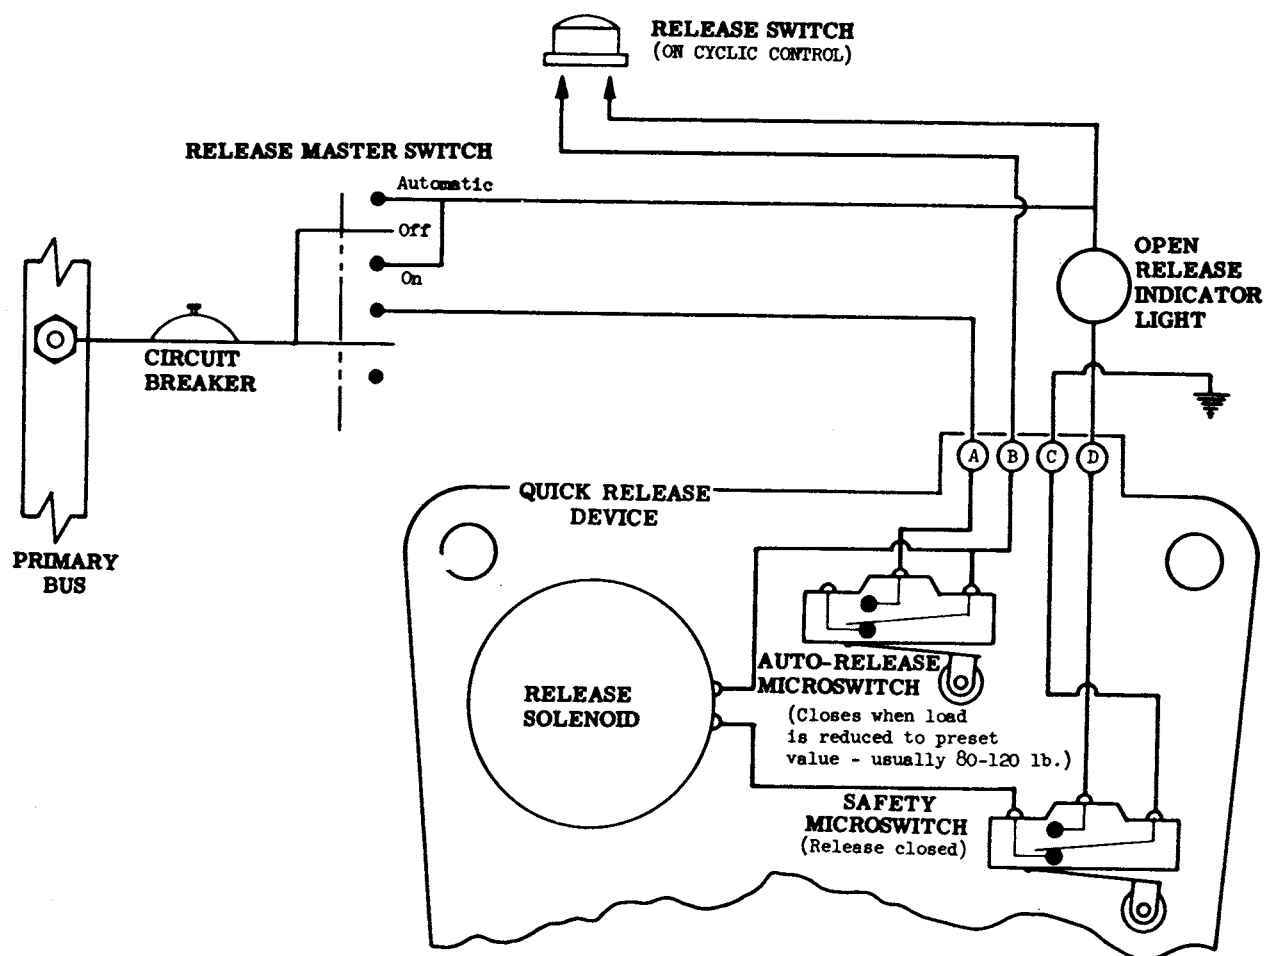 RELEASE SWITCH
(ON CYCLIC CONTROL)
RELEASE MASTER SWITCH
Automatic
Off
On
OPEN
RELEASE
INDICATOR
LIGHT
CIRCUIT
BREAKER
A B C D
QUICK RELEASE
DEVICE
PRIMARY
BUS
AUTO-RELEASE
MICROSWITCH
(Closes when load
is reduced to preset
value - usually 80-120 lb.)
RELEASE
SOLENOID
SAFETY
MICROSWITCH
(Release closed)